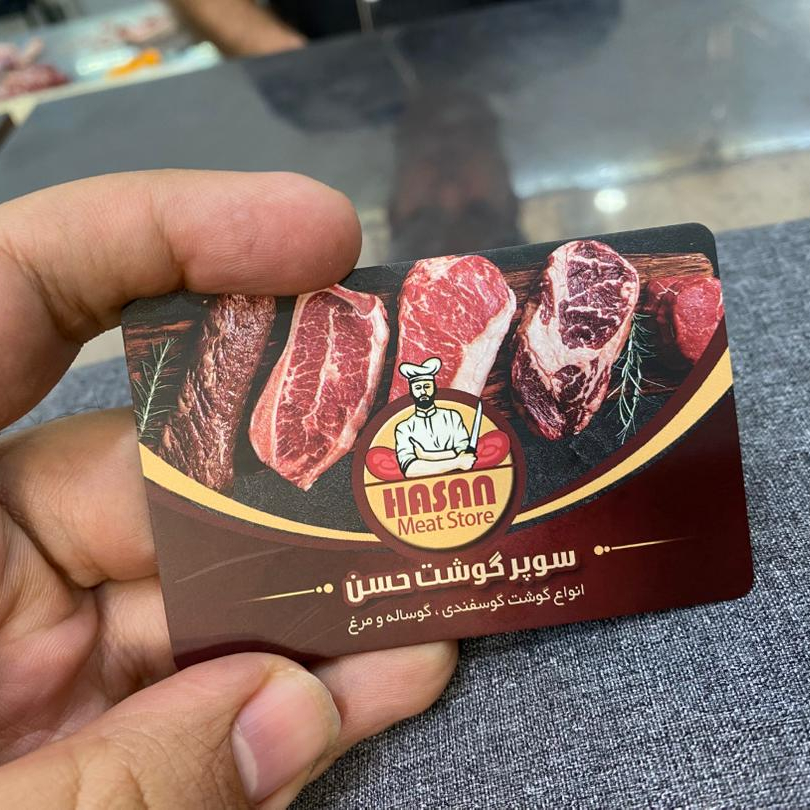 HASAN
Meat Store
سوپر گوشت حسن
انواع گوشت گوسفندی ، گوساله و مرغ